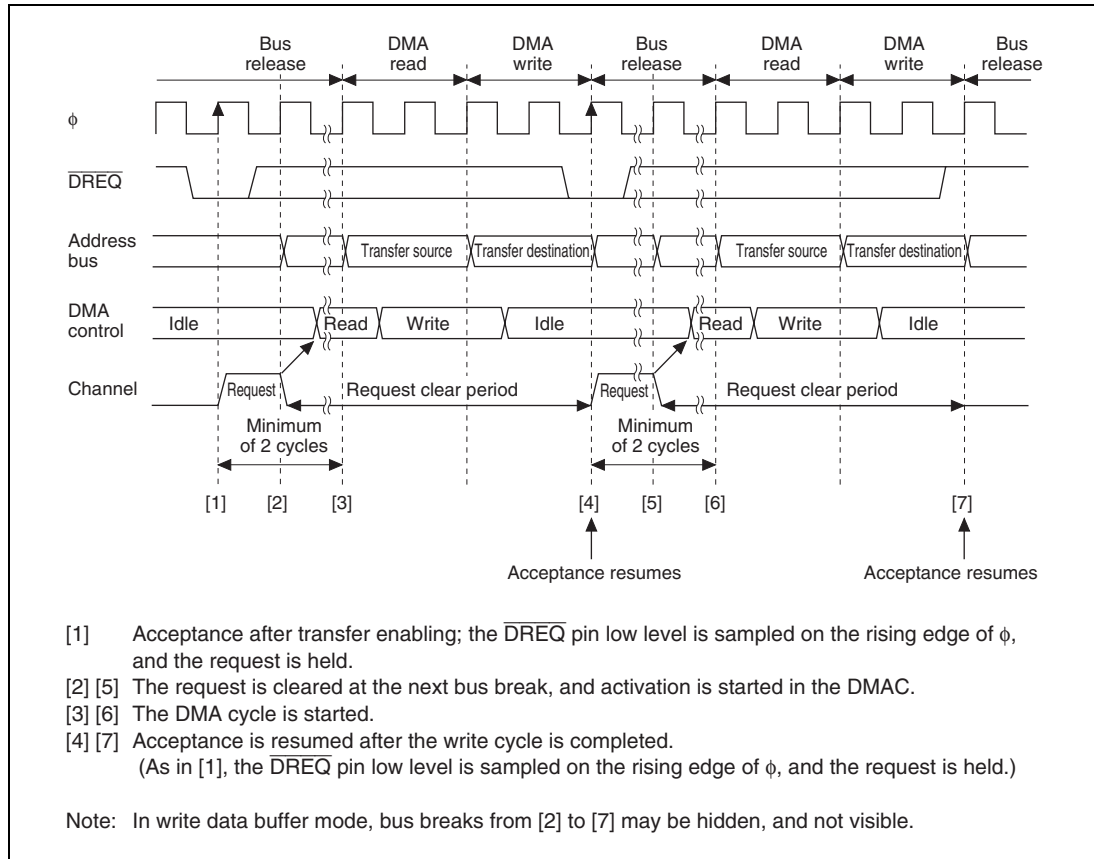 Bus release DMA read DMA write Bus release DMA read DMA write Bus release
ϕ
DREQ
Address bus Transfer source Transfer destination Transfer source Transfer destination
DMA control Idle Read Write Idle Read Write Idle
Channel Request Request clear period Request Request clear period
Minimum of 2 cycles Minimum of 2 cycles
[1] [2] [3] [4] [5] [6] [7]
Acceptance resumes Acceptance resumes
[1] Acceptance after transfer enabling; the DREQ pin low level is sampled on the rising edge of ϕ,
and the request is held.
[2] [5] The request is cleared at the next bus break, and activation is started in the DMAC.
[3] [6] The DMA cycle is started.
[4] [7] Acceptance is resumed after the write cycle is completed.
(As in [1], the DREQ pin low level is sampled on the rising edge of ϕ, and the request is held.)
Note: In write data buffer mode, bus breaks from [2] to [7] may be hidden, and not visible.